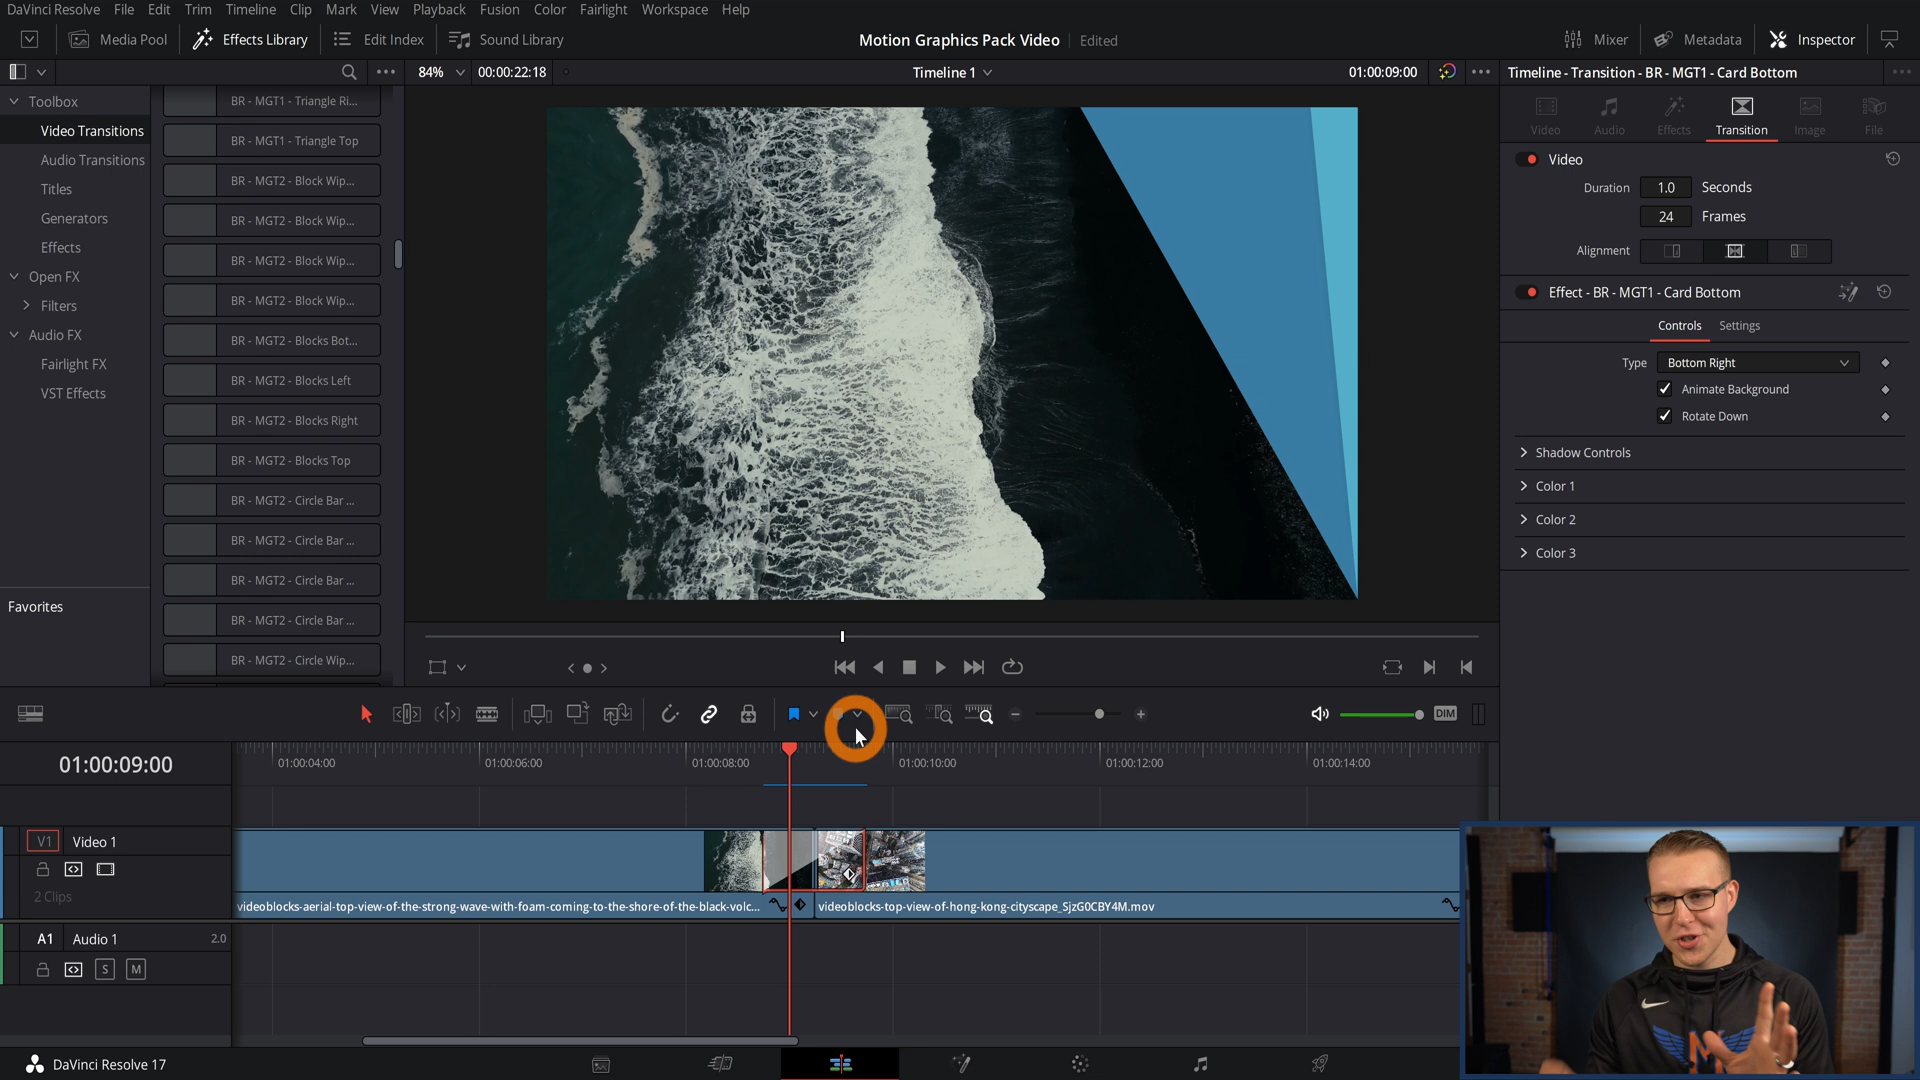 DaVinci Resolve File Edit Trim Timeline Clip Mark View Playback Fusion Color Fairlight Workspace Help
Media Pool Effects Library Edit Index Sound Library Motion Graphics Pack Video Edited Mixer Metadata Inspector
84% 00:00:22:18 Timeline 1 01:00:09:00 Timeline - Transition - BR - MGT1 - Card Bottom
Toolbox
Video Transitions
Audio Transitions
Titles
Generators
Effects
Open FX
Filters
Audio FX
Fairlight FX
VST Effects
Favorites
BR - MGT1 - Triangle Ri...
BR - MGT1 - Triangle Top
BR - MGT2 - Block Wip...
BR - MGT2 - Block Wip...
BR - MGT2 - Block Wip...
BR - MGT2 - Block Wip...
BR - MGT2 - Blocks Bot...
BR - MGT2 - Blocks Left
BR - MGT2 - Blocks Right
BR - MGT2 - Blocks Top
BR - MGT2 - Circle Bar ...
BR - MGT2 - Circle Bar ...
BR - MGT2 - Circle Bar ...
BR - MGT2 - Circle Bar ...
BR - MGT2 - Circle Wip...
Video Audio Effects Transition Image File
Video
Duration 1.0 Seconds
24 Frames
Alignment
Effect - BR - MGT1 - Card Bottom
Controls Settings
Type Bottom Right
Animate Background
Rotate Down
Shadow Controls
Color 1
Color 2
Color 3
DIM
01:00:09:00
01:00:04:00 01:00:06:00 01:00:08:00 01:00:10:00 01:00:12:00 01:00:14:00
V1 Video 1
2 Clips
videoblocks-aerial-top-view-of-the-strong-wave-with-foam-coming-to-the-shore-of-the-black-volc... videoblocks-top-view-of-hong-kong-cityscape_SjzG0CBY4M.mov
A1 Audio 1 2.0
S M
DaVinci Resolve 17